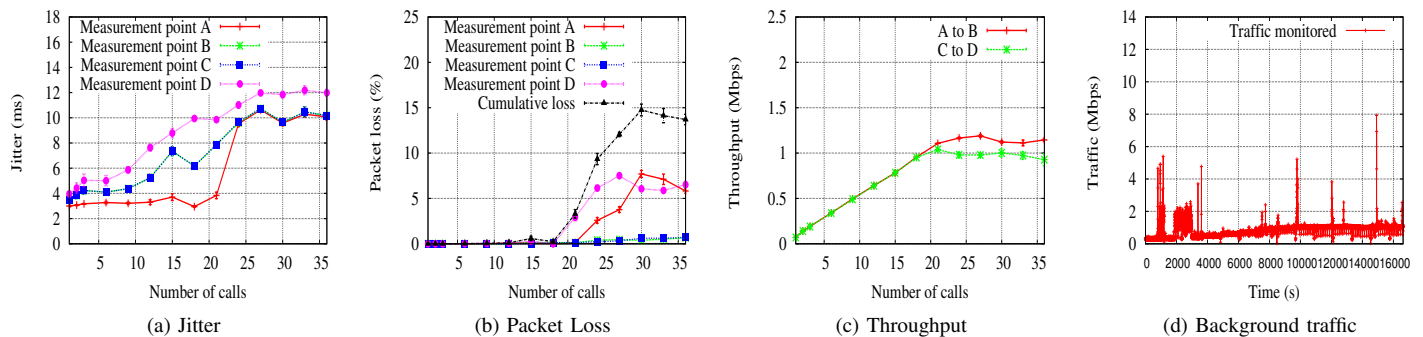 Jitter (ms)
18
16
14
12
10
8
6
4
2
0
Measurement point A
Measurement point B
Measurement point C
Measurement point D
5 10 15 20 25 30 35
Number of calls
(a) Jitter
Packet loss (%)
25
20
15
10
5
0
Measurement point A
Measurement point B
Measurement point C
Measurement point D
Cumulative loss
5 10 15 20 25 30 35
Number of calls
(b) Packet Loss
Throughput (Mbps)
2.5
2
1.5
1
0.5
0
A to B
C to D
5 10 15 20 25 30 35
Number of calls
(c) Throughput
Traffic (Mbps)
14
12
10
8
6
4
2
0
Traffic monitored
0 2000 4000 6000 8000 10000 12000 14000 16000
Time (s)
(d) Background traffic